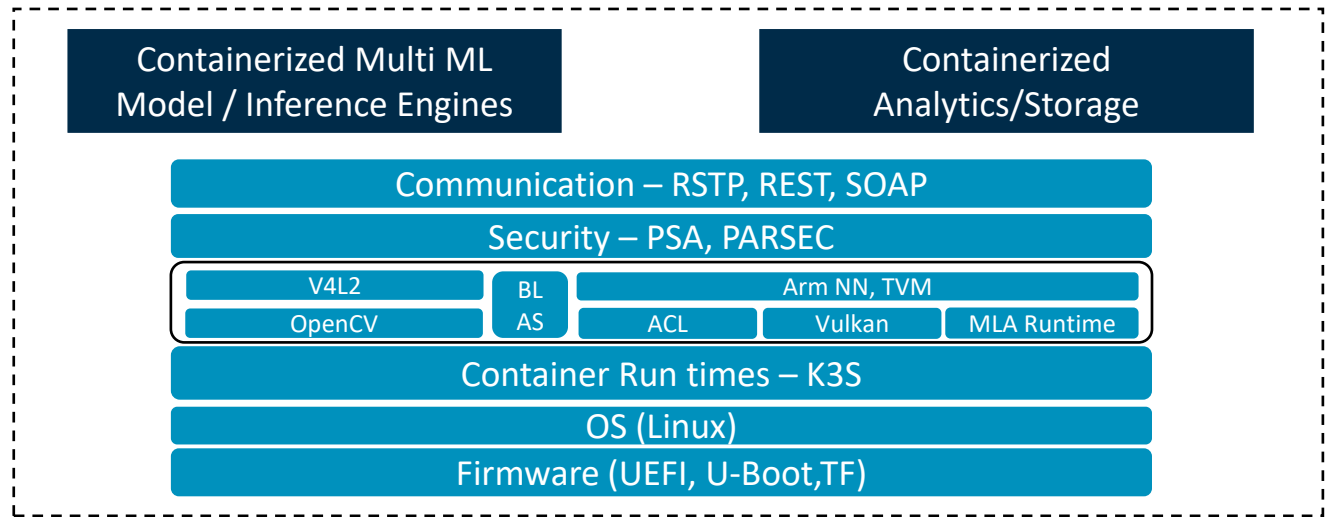 Containerized Multi ML
Model / Inference Engines
Containerized
Analytics/Storage
Communication – RSTP, REST, SOAP
Security – PSA, PARSEC
V4L2
OpenCV
BL
AS
Arm NN, TVM
ACL
Vulkan
MLA Runtime
Container Run times – K3S
OS (Linux)
Firmware (UEFI, U-Boot,TF)